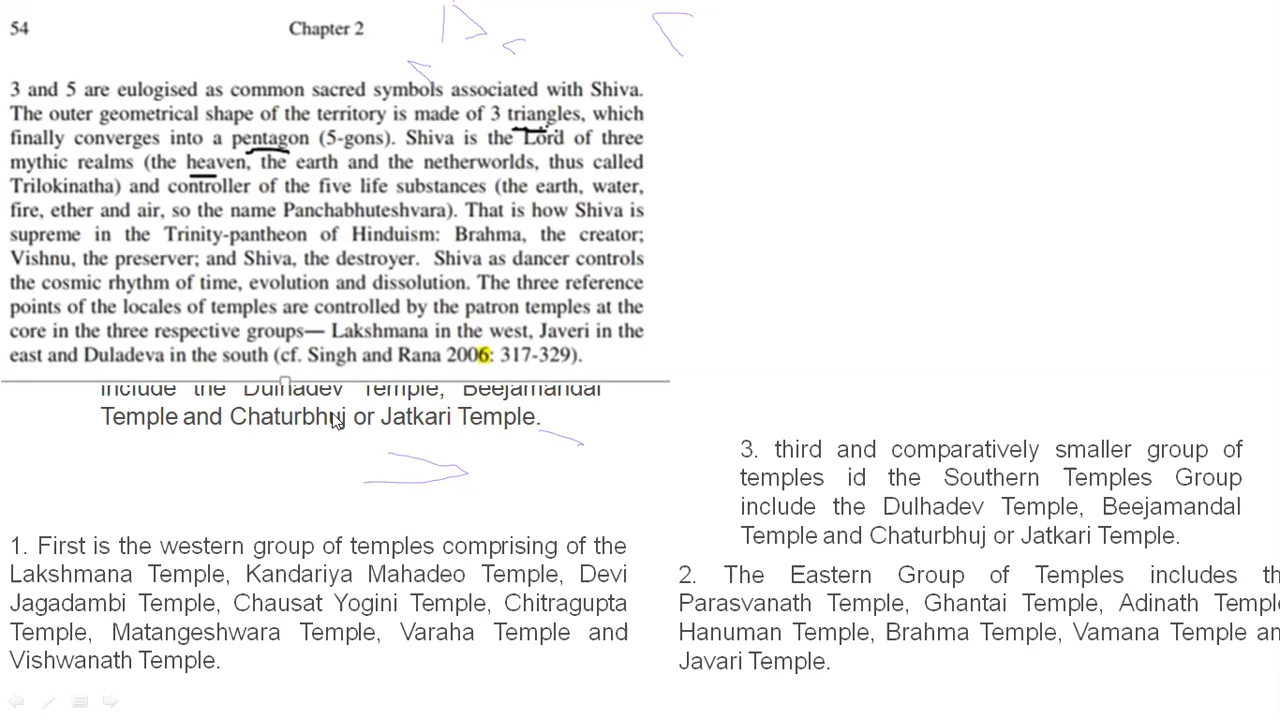 54 Chapter 2
3 and 5 are eulogised as common sacred symbols associated with Shiva.
The outer geometrical shape of the territory is made of 3 triangles, which
finally converges into a pentagon (5-gons). Shiva is the Lord of three
mythic realms (the heaven, the earth and the netherworlds, thus called
Trilokinatha) and controller of the five life substances (the earth, water,
fire, ether and air, so the name Panchabhuteshvara). That is how Shiva is
supreme in the Trinity-pantheon of Hinduism: Brahma, the creator;
Vishnu, the preserver; and Shiva, the destroyer. Shiva as dancer controls
the cosmic rhythm of time, evolution and dissolution. The three reference
points of the locales of temples are controlled by the patron temples at the
core in the three respective groups— Lakshmana in the west, Javeri in the
east and Duladeva in the south (cf. Singh and Rana 2006: 317-329).
include the Dulhadev Temple, Beejamandal
Temple and Chaturbhuj or Jatkari Temple.
1. First is the western group of temples comprising of the
Lakshmana Temple, Kandariya Mahadeo Temple, Devi
Jagadambi Temple, Chausat Yogini Temple, Chitragupta
Temple, Matangeshwara Temple, Varaha Temple and
Vishwanath Temple.
3. third and comparatively smaller group of
temples id the Southern Temples Group
include the Dulhadev Temple, Beejamandal
Temple and Chaturbhuj or Jatkari Temple.
2. The Eastern Group of Temples includes th
Parasvanath Temple, Ghantai Temple, Adinath Templ
Hanuman Temple, Brahma Temple, Vamana Temple an
Javari Temple.